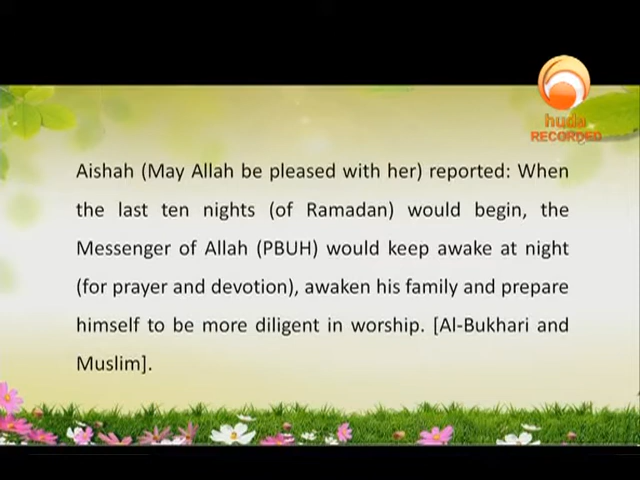 huda
RECORDED
Aishah (May Allah be pleased with her) reported: When
the last ten nights (of Ramadan) would begin, the
Messenger of Allah (PBUH) would keep awake at night
(for prayer and devotion), awaken his family and prepare
himself to be more diligent in worship. [Al-Bukhari and
Muslim].